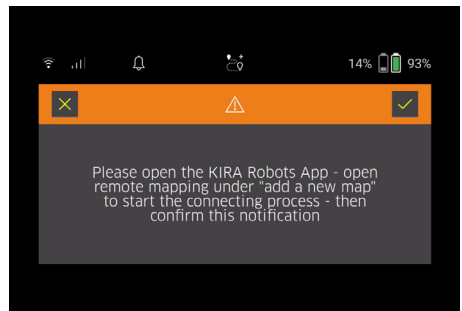 14% 93%
Please open the KIRA Robots App - open
remote mapping under "add a new map"
to start the connecting process - then
confirm this notification